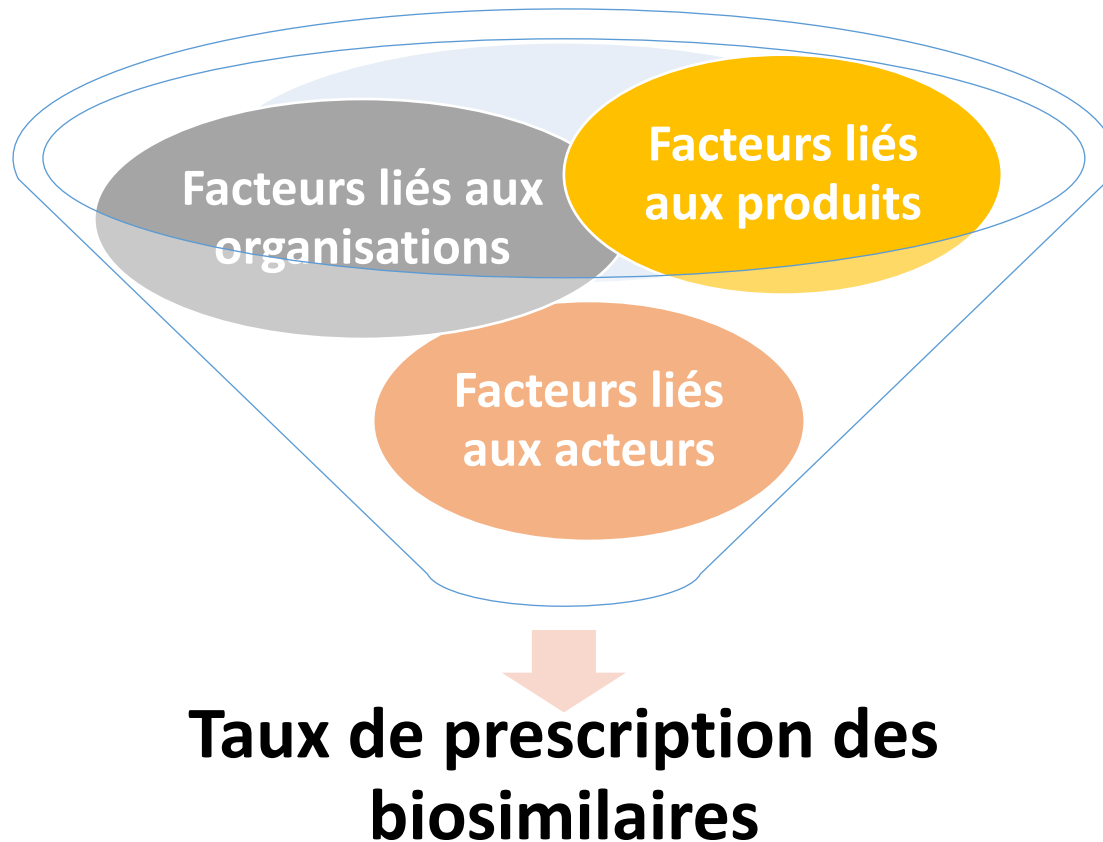 Facteurs liés aux
organisations
Facteurs liés
aux produits
Facteurs liés
aux acteurs
Taux de prescription des
biosimilaires